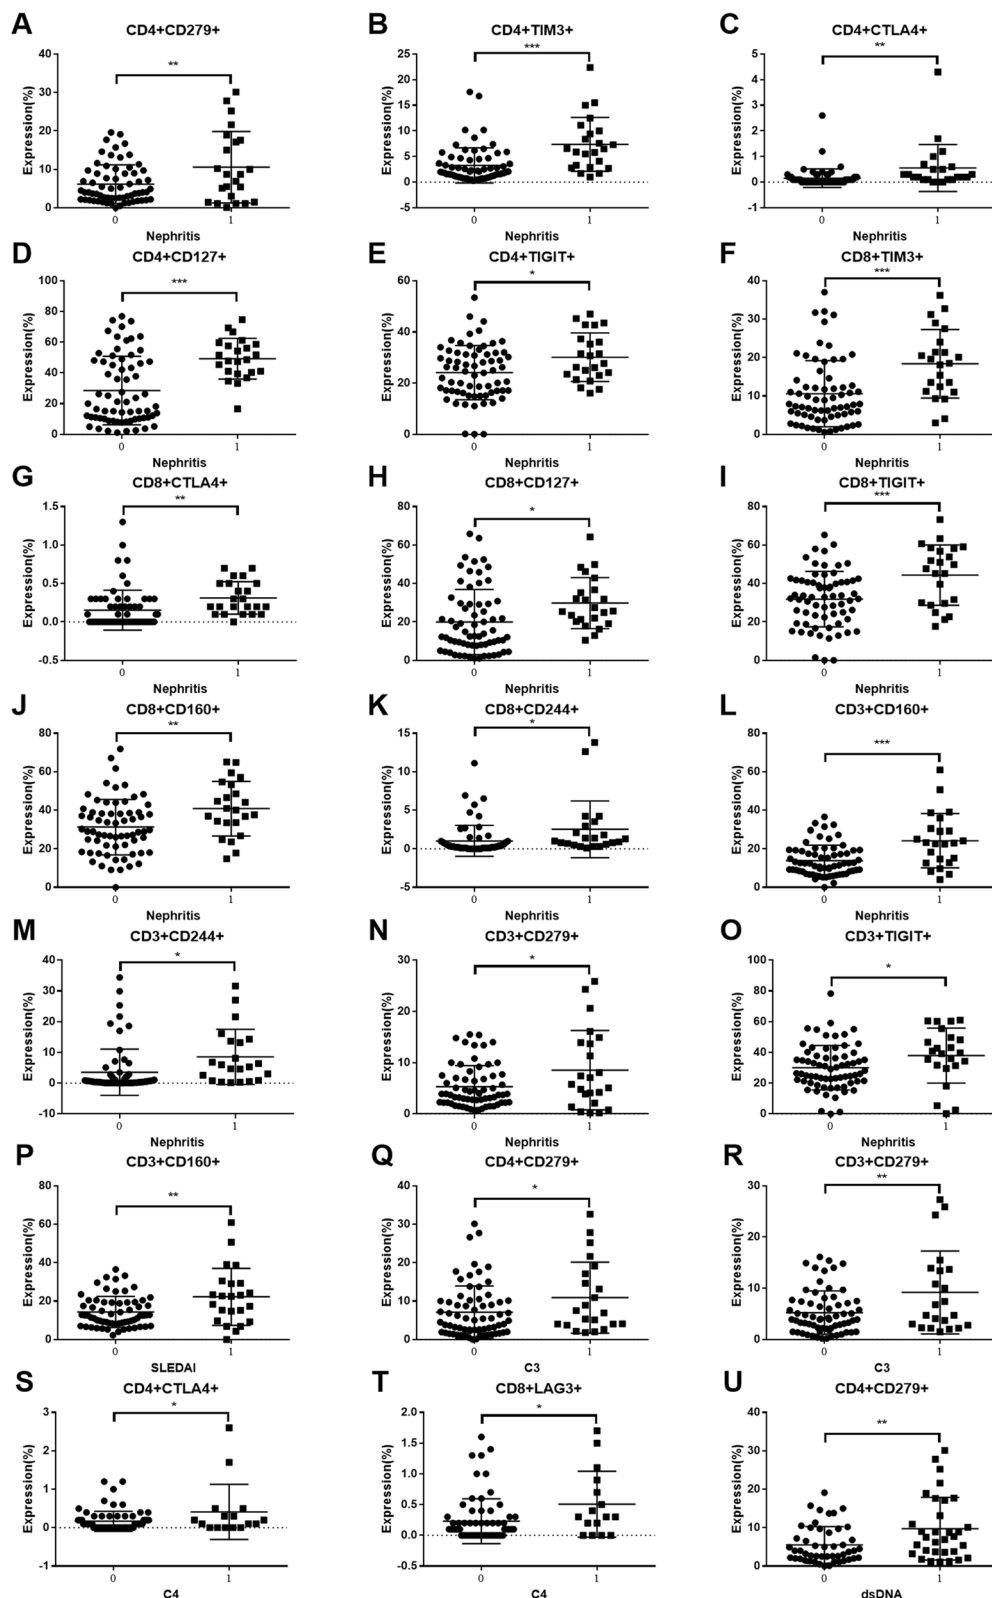 A CD4+CD279+
**
Expression(%)
40
30
20
10
0
0 1
Nephritis
B CD4+TIM3+
***
Expression(%)
25
20
15
10
5
0
-5
0 1
Nephritis
C CD4+CTLA4+
**
Expression(%)
5
4
3
2
1
0
-1
0 1
Nephritis
D CD4+CD127+
***
Expression(%)
100
80
60
40
20
0
0 1
Nephritis
E CD4+TIGIT+
*
Expression(%)
60
40
20
0
0 1
Nephritis
F CD8+TIM3+
***
Expression(%)
40
30
20
10
0
0 1
Nephritis
G CD8+CTLA4+
**
Expression(%)
1.5
1.0
0.5
0.0
-0.5
0 1
Nephritis
H CD8+CD127+
*
Expression(%)
80
60
40
20
0
0 1
Nephritis
I CD8+TIGIT+
***
Expression(%)
80
60
40
20
0
0 1
Nephritis
J CD8+CD160+
**
Expression(%)
80
60
40
20
0
0 1
Nephritis
K CD8+CD244+
*
Expression(%)
15
10
5
0
-5
0 1
Nephritis
L CD3+CD160+
***
Expression(%)
80
60
40
20
0
0 1
Nephritis
M CD3+CD244+
*
Expression(%)
40
30
20
10
0
-10
0 1
Nephritis
N CD3+CD279+
*
Expression(%)
30
20
10
0
0 1
Nephritis
O CD3+TIGIT+
*
Expression(%)
100
80
60
40
20
0
0 1
Nephritis
P CD3+CD160+
**
Expression(%)
80
60
40
20
0
0 1
SLEDAI
Q CD4+CD279+
*
Expression(%)
40
30
20
10
0
0 1
C3
R CD3+CD279+
**
Expression(%)
30
20
10
0
0 1
C3
S CD4+CTLA4+
*
Expression(%)
3
2
1
0
-1
0 1
C4
T CD8+LAG3+
*
Expression(%)
2.0
1.5
1.0
0.5
0.0
-0.5
0 1
C4
U CD4+CD279+
**
Expression(%)
40
30
20
10
0
0 1
dsDNA